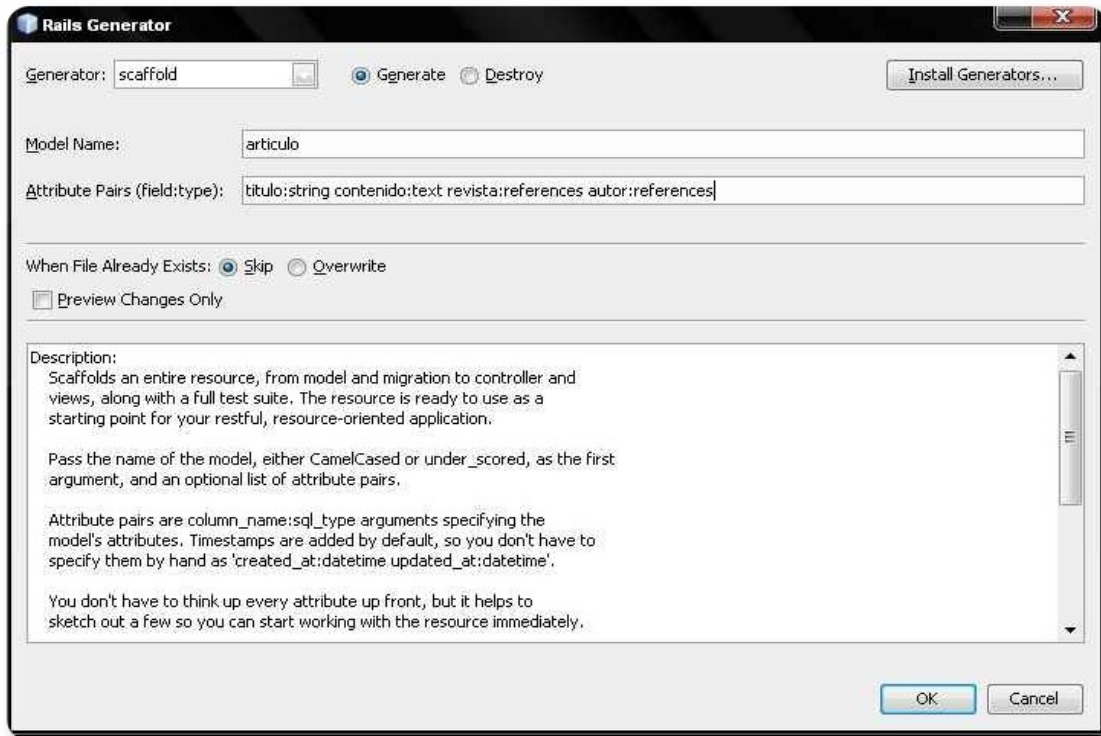 Rails Generator
Generator: scaffold Generate Destroy Install Generators...
Model Name: articulo
Attribute Pairs (field:type): titulo:string contenido:text revista:references autor:references
When File Already Exists: Skip Overwrite
Preview Changes Only
Description:
Scaffolds an entire resource, from model and migration to controller and
views, along with a full test suite. The resource is ready to use as a
starting point for your restful, resource-oriented application.
Pass the name of the model, either CamelCased or under_scored, as the first
argument, and an optional list of attribute pairs.
Attribute pairs are column_name:sql_type arguments specifying the
model's attributes. Timestamps are added by default, so you don't have to
specify them by hand as 'created_at:datetime updated_at:datetime'.
You don't have to think up every attribute up front, but it helps to
sketch out a few so you can start working with the resource immediately.
OK Cancel